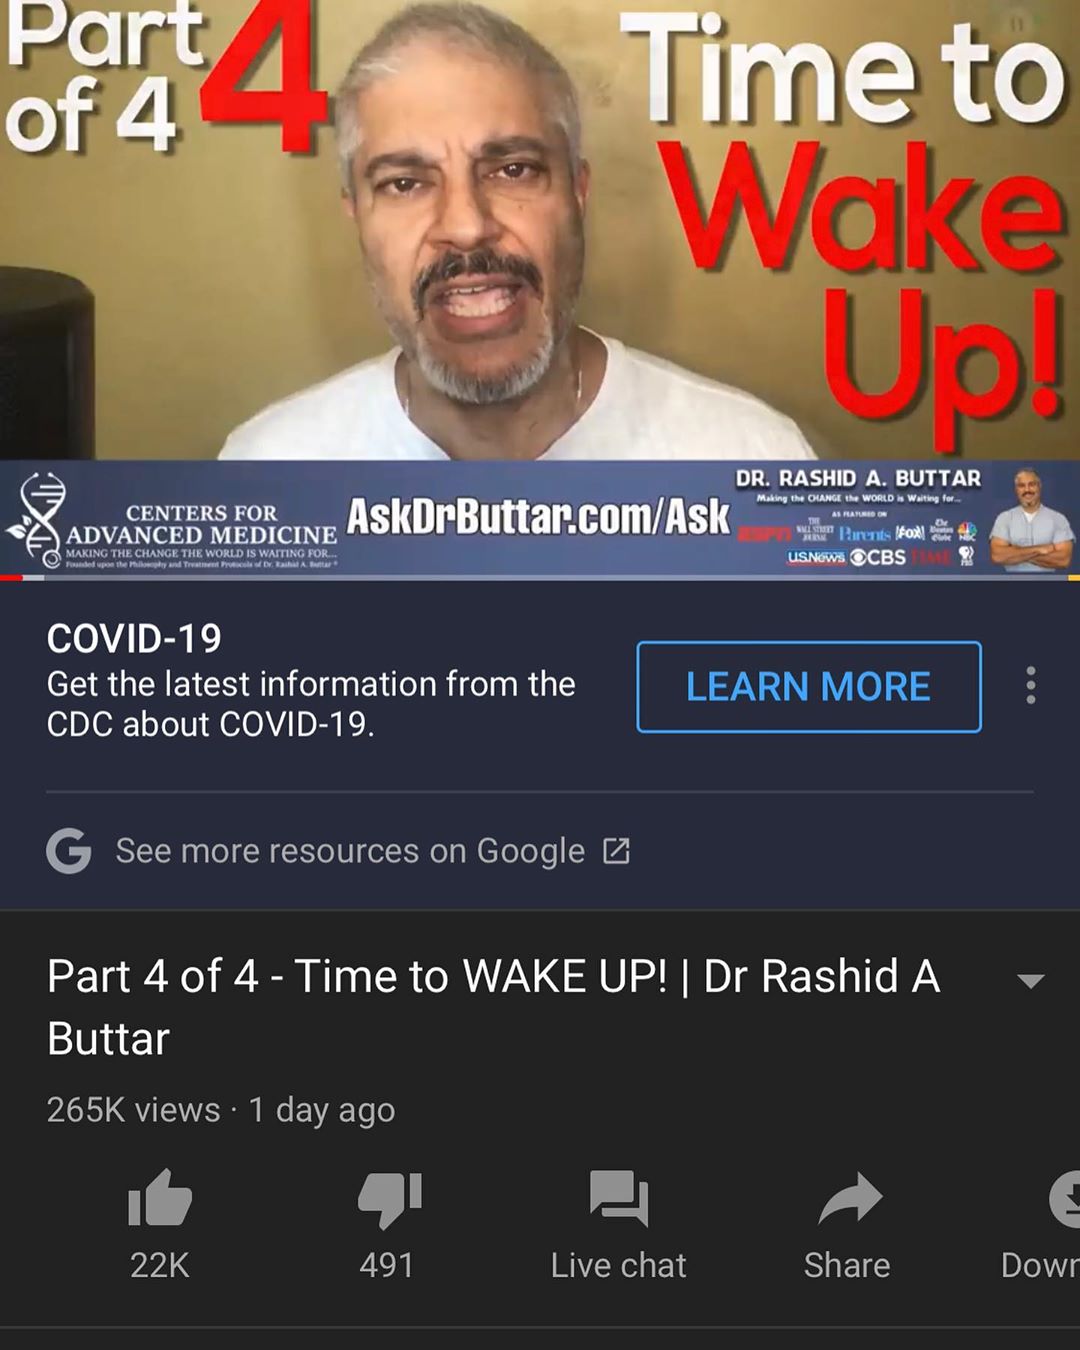 Part 4
of 4
Time to
Wake
Up!
CENTERS FOR
ADVANCED MEDICINE
MAKING THE CHANGE THE WORLD IS WAITING FOR...
Founded upon the Philosophy and Treatment Protocols of Dr. Rashid A. Buttar
AskDrButtar.com/Ask
DR. RASHID A. BUTTAR
Making the CHANGE the WORLD is Waiting for...
AS FEATURED ON
ESPN THE WALL STREET JOURNAL Parents FOX The Boston Globe NBC
U.S.News CBS TIME PBS
COVID-19
Get the latest information from the
CDC about COVID-19.
LEARN MORE
G See more resources on Google
Part 4 of 4 - Time to WAKE UP! | Dr Rashid A
Buttar
265K views · 1 day ago
22K
491
Live chat
Share
Down